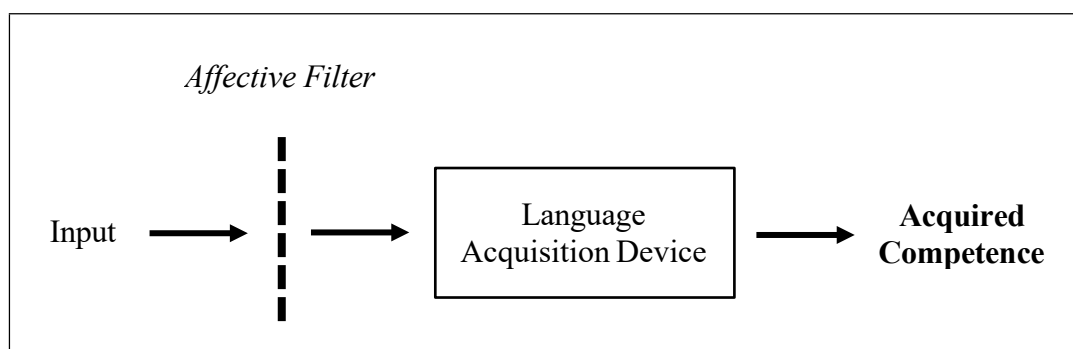 Affective Filter
Input
Language
Acquisition Device
Acquired
Competence